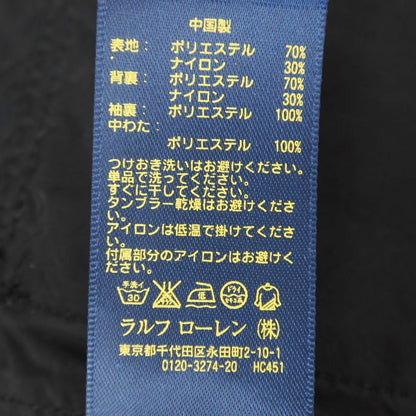 中国製
表地: ポリエステル 70%
ナイロン 30%
背裏: ポリエステル 70%
ナイロン 30%
袖裏: ポリエステル 100%
中わた:
ポリエステル 100%
つけおき洗いはお避けください。
単品で洗ってください。
すぐに干してください。
タンブラー乾燥はお避けくださ
い。
アイロンは低温で掛けてくださ
い。
付属部分のアイロンはお避けく
ださい。
手洗イ 30 低 ドライ セキユ系
ラルフ ローレン (株)
東京都千代田区永田町2-10-1
0120-3274-20 HC451